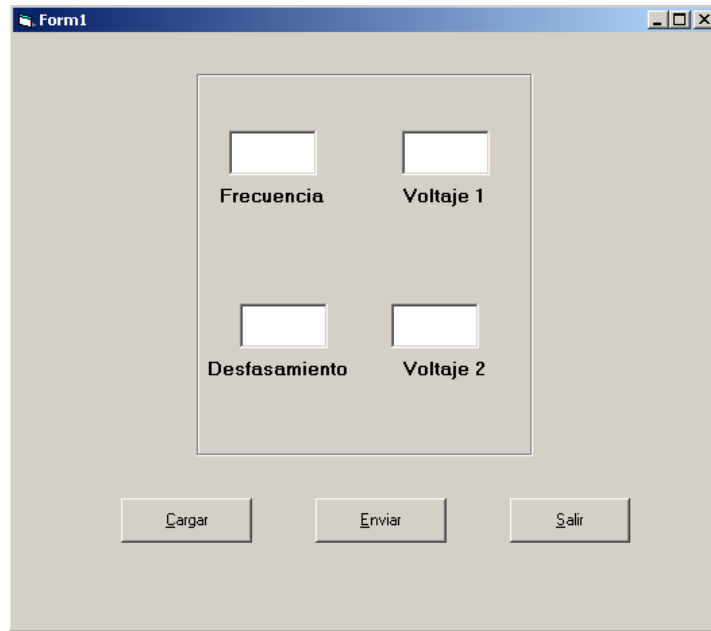 Form1
Frecuencia Voltaje 1
Desfasamiento Voltaje 2
Cargar Enviar Salir